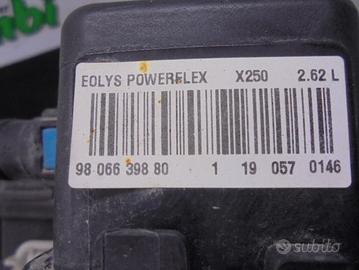 EOLYS POWERFLEX X250 2.62 L
98 066 398 80 1 19 057 0146
subito